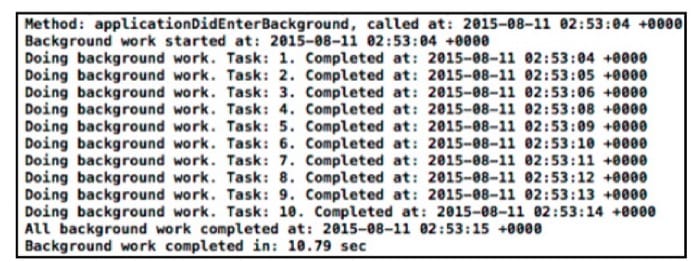 Method: applicationDidEnterBackground, called at: 2015-08-11 02:53:04 +0000
Background work started at: 2015-08-11 02:53:04 +0000
Doing background work. Task: 1. Completed at: 2015-08-11 02:53:04 +0000
Doing background work. Task: 2. Completed at: 2015-08-11 02:53:05 +0000
Doing background work. Task: 3. Completed at: 2015-08-11 02:53:06 +0000
Doing background work. Task: 4. Completed at: 2015-08-11 02:53:08 +0000
Doing background work. Task: 5. Completed at: 2015-08-11 02:53:09 +0000
Doing background work. Task: 6. Completed at: 2015-08-11 02:53:10 +0000
Doing background work. Task: 7. Completed at: 2015-08-11 02:53:11 +0000
Doing background work. Task: 8. Completed at: 2015-08-11 02:53:12 +0000
Doing background work. Task: 9. Completed at: 2015-08-11 02:53:13 +0000
Doing background work. Task: 10. Completed at: 2015-08-11 02:53:14 +0000
All background work completed at: 2015-08-11 02:53:15 +0000
Background work completed in: 10.79 sec